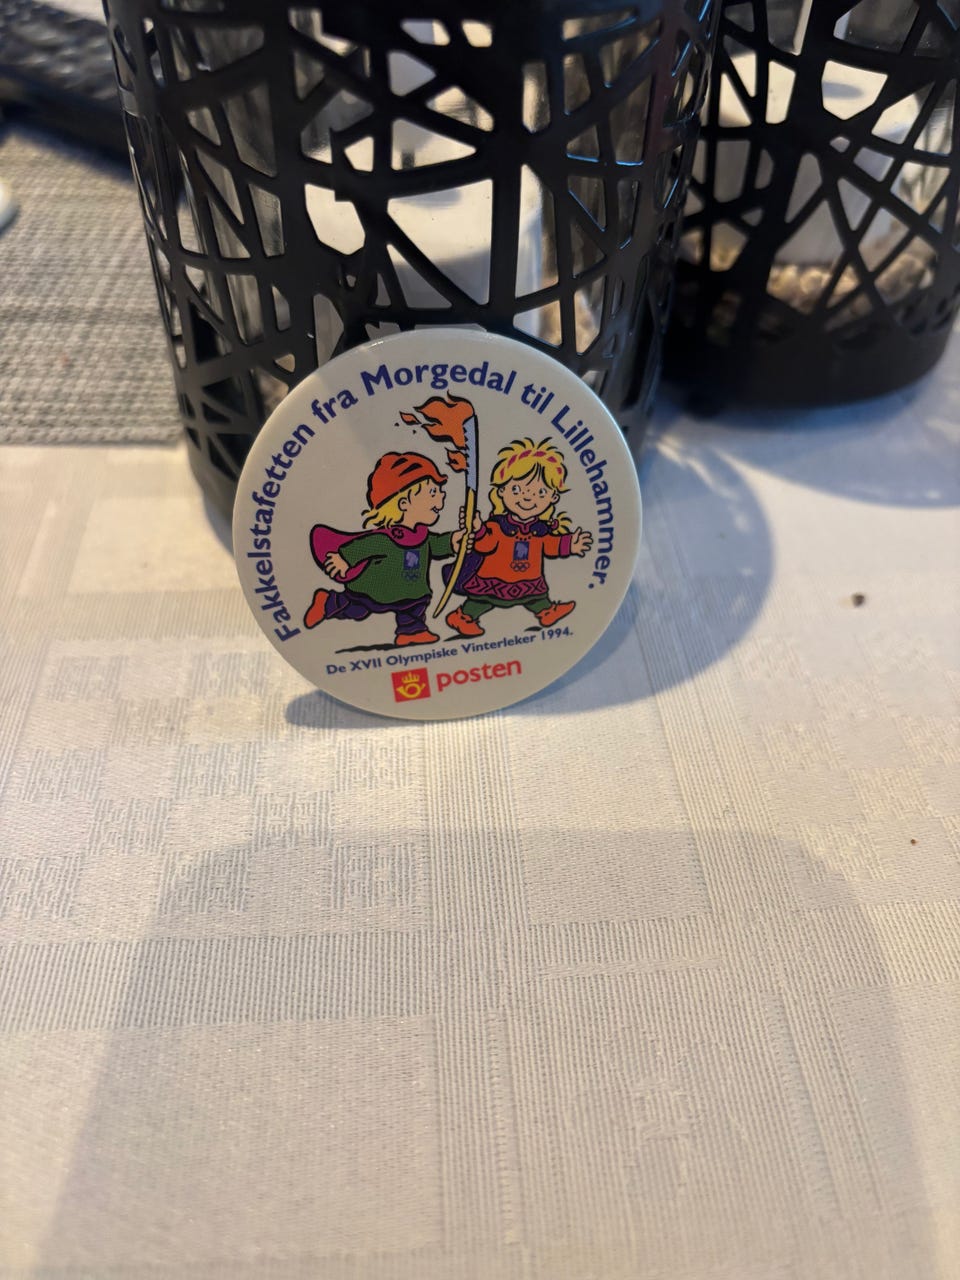 Fakkelstafetten fra Morgedal til Lillehammer.
De XVII Olympiske Vinterleker 1994.
posten